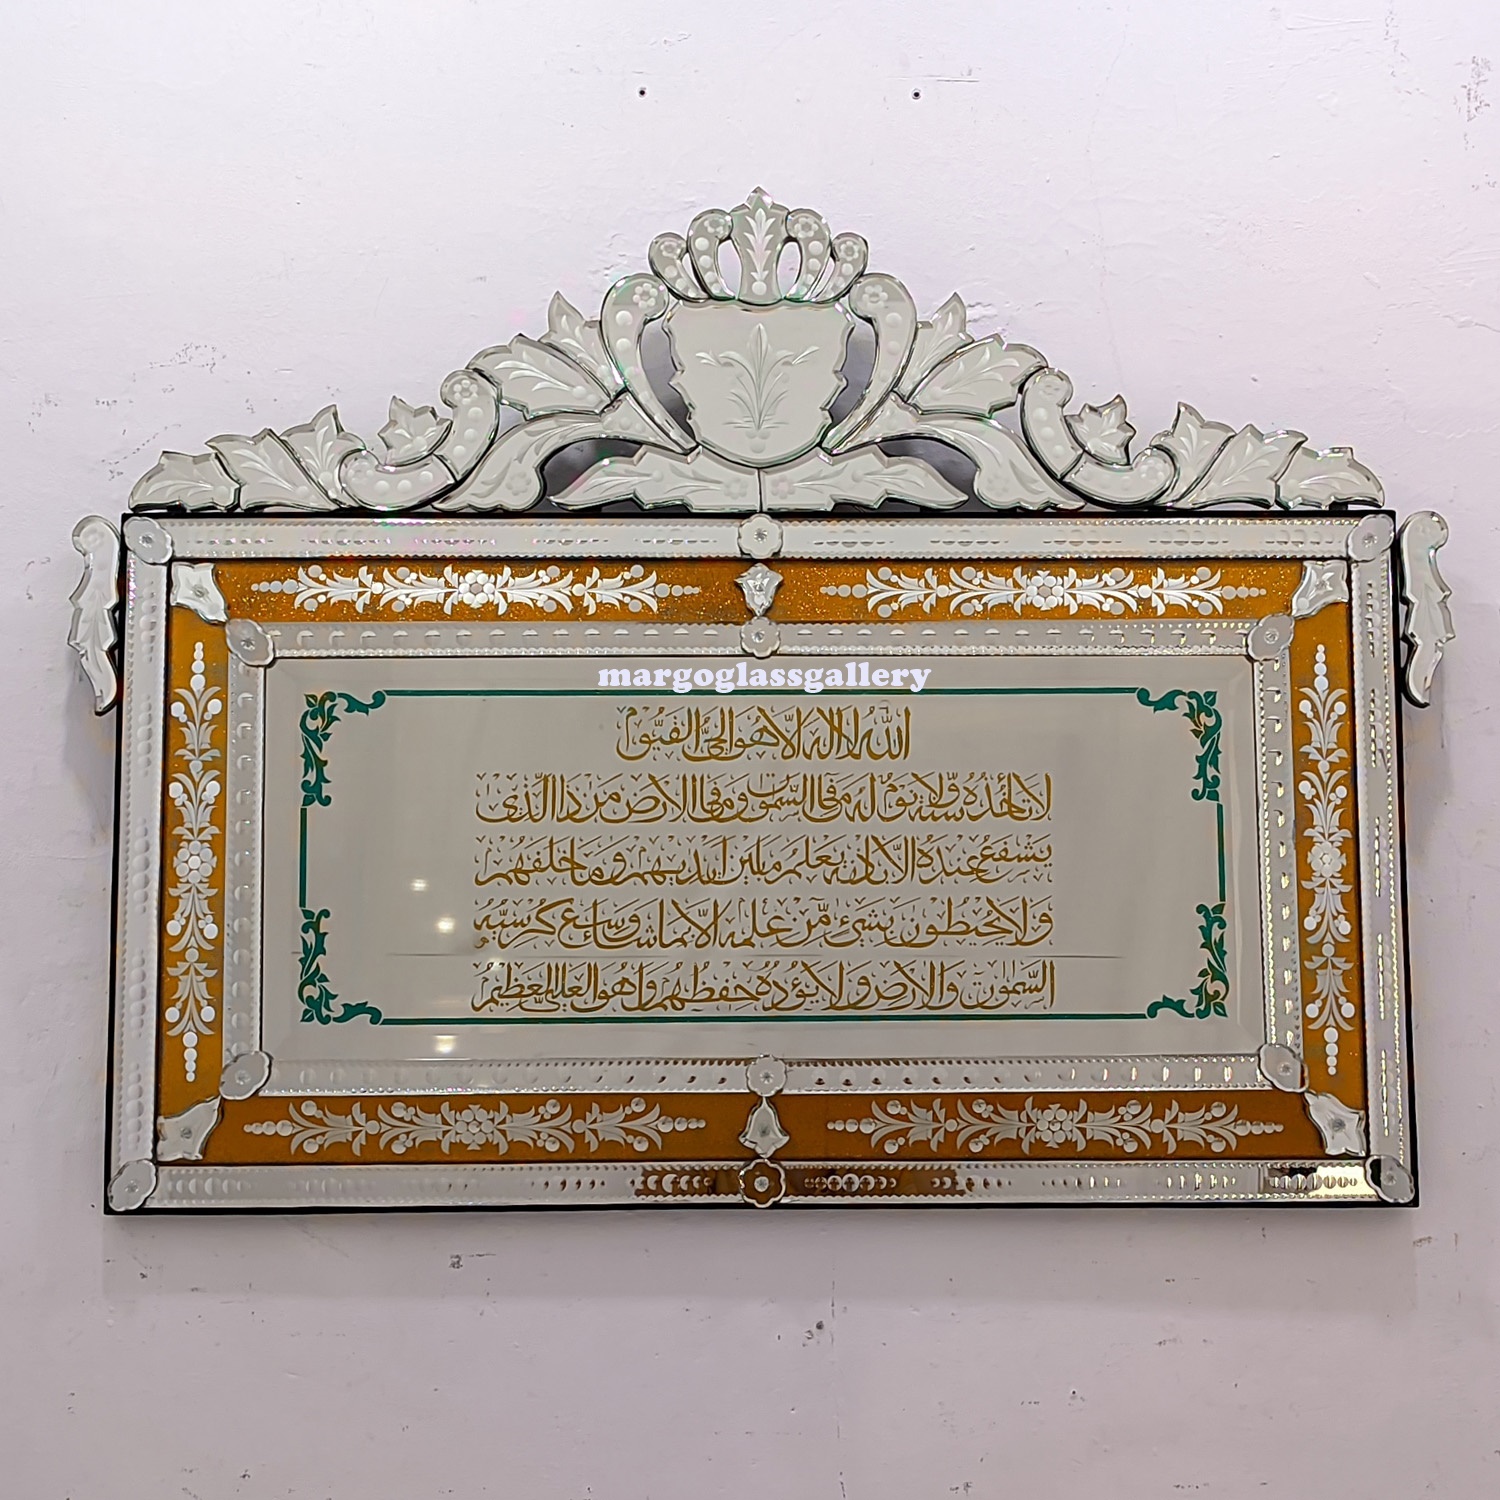 margoglassgallery
الله لا اله الا هو الحي القيوم
لا تأخذه سنة ولا نوم له ما في السموت وما في الارض من ذا الذي
يشفع عنده الا باذنه يعلم ما بين ايديهم وما خلفهم
ولا يحيطون بشيء من علمه الا بما شاء وسع كرسيه
السموت والارض ولا يؤده حفظهما وهو العلي العظيم